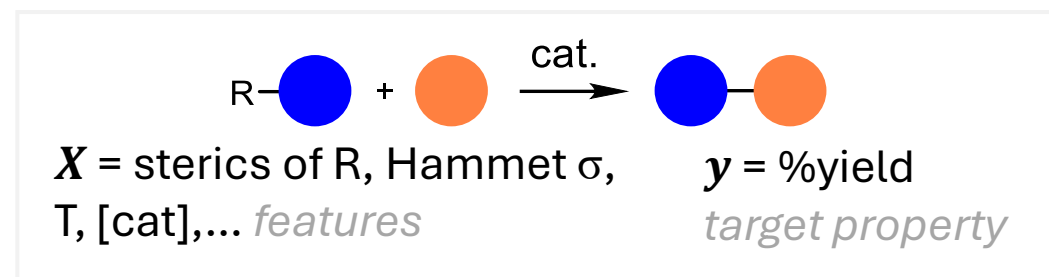 cat.
R +
X = sterics of R, Hammet σ,
T, [cat],... features
y = %yield
target property